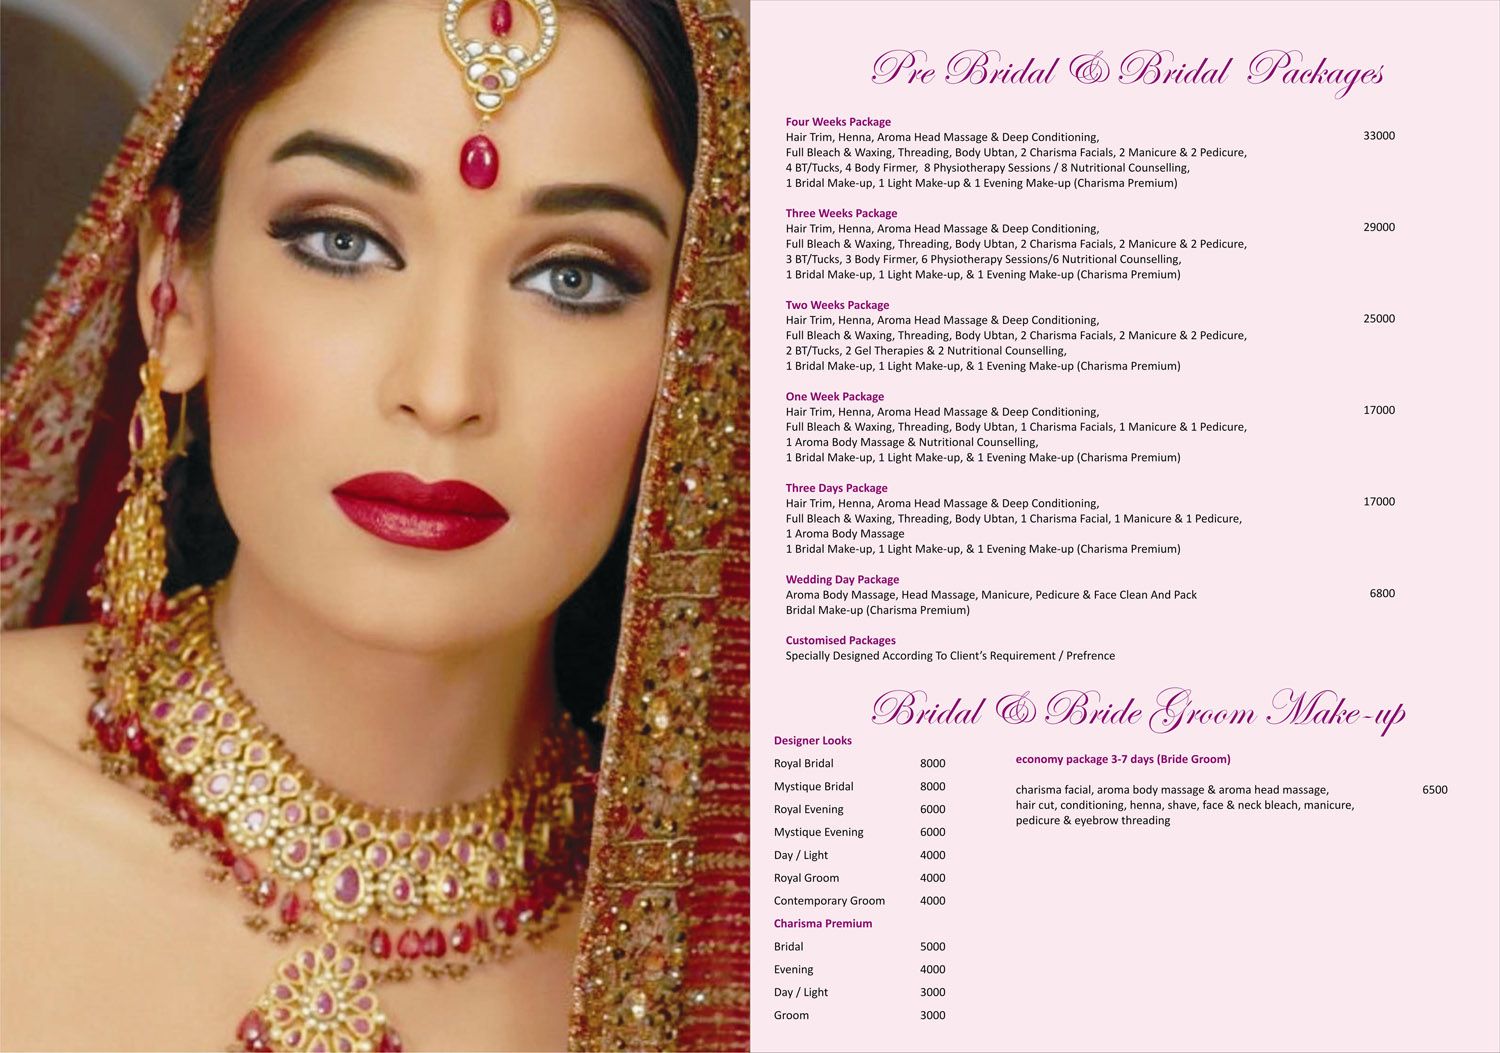 Pre Bridal & Bridal Packages
Four Weeks Package
Hair Trim, Henna, Aroma Head Massage & Deep Conditioning, 33000
Full Bleach & Waxing, Threading, Body Ubtan, 2 Charisma Facials, 2 Manicure & 2 Pedicure,
4 BT/Tucks, 4 Body Firmer, 8 Physiotherapy Sessions / 8 Nutritional Counselling,
1 Bridal Make-up, 1 Light Make-up & 1 Evening Make-up (Charisma Premium)
Three Weeks Package
Hair Trim, Henna, Aroma Head Massage & Deep Conditioning, 29000
Full Bleach & Waxing, Threading, Body Ubtan, 2 Charisma Facials, 2 Manicure & 2 Pedicure,
3 BT/Tucks, 3 Body Firmer, 6 Physiotherapy Sessions/6 Nutritional Counselling,
1 Bridal Make-up, 1 Light Make-up, & 1 Evening Make-up (Charisma Premium)
Two Weeks Package
Hair Trim, Henna, Aroma Head Massage & Deep Conditioning, 25000
Full Bleach & Waxing, Threading, Body Ubtan, 2 Charisma Facials, 2 Manicure & 2 Pedicure,
2 BT/Tucks, 2 Gel Therapies & 2 Nutritional Counselling,
1 Bridal Make-up, 1 Light Make-up, & 1 Evening Make-up (Charisma Premium)
One Week Package
Hair Trim, Henna, Aroma Head Massage & Deep Conditioning, 17000
Full Bleach & Waxing, Threading, Body Ubtan, 1 Charisma Facials, 1 Manicure & 1 Pedicure,
1 Aroma Body Massage & Nutritional Counselling,
1 Bridal Make-up, 1 Light Make-up, & 1 Evening Make-up (Charisma Premium)
Three Days Package
Hair Trim, Henna, Aroma Head Massage & Deep Conditioning, 17000
Full Bleach & Waxing, Threading, Body Ubtan, 1 Charisma Facial, 1 Manicure & 1 Pedicure,
1 Aroma Body Massage
1 Bridal Make-up, 1 Light Make-up, & 1 Evening Make-up (Charisma Premium)
Wedding Day Package
Aroma Body Massage, Head Massage, Manicure, Pedicure & Face Clean And Pack 6800
Bridal Make-up (Charisma Premium)
Customised Packages
Specially Designed According To Client's Requirement / Prefrence
Bridal & Bride Groom Make-up
Designer Looks
Royal Bridal 8000
Mystique Bridal 8000
Royal Evening 6000
Mystique Evening 6000
Day / Light 4000
Royal Groom 4000
Contemporary Groom 4000
Charisma Premium
Bridal 5000
Evening 4000
Day / Light 3000
Groom 3000
economy package 3-7 days (Bride Groom)
charisma facial, aroma body massage & aroma head massage, 6500
hair cut, conditioning, henna, shave, face & neck bleach, manicure,
pedicure & eyebrow threading